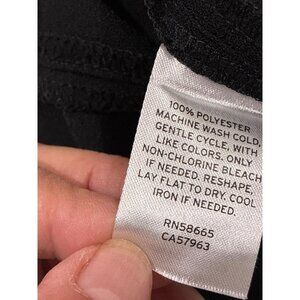 100% POLYESTER
MACHINE WASH COLD,
GENTLE CYCLE, WITH
LIKE COLORS. ONLY
NON-CHLORINE BLEACH
IF NEEDED. RESHAPE,
LAY FLAT TO DRY. COOL
IRON IF NEEDED.
RN58665
CA57963